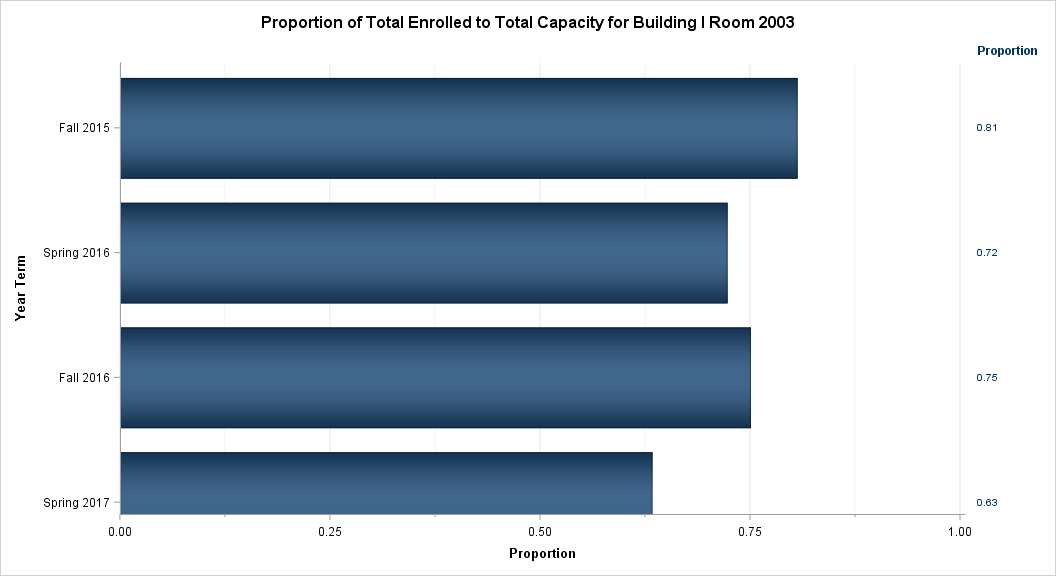 Proportion of Total Enrolled to Total Capacity for Building I Room 2003
Proportion
Fall 2015
0.81
Spring 2016
0.72
Year Term
Fall 2016
0.75
Spring 2017
0.63
0.00 0.25 0.50 0.75 1.00
Proportion